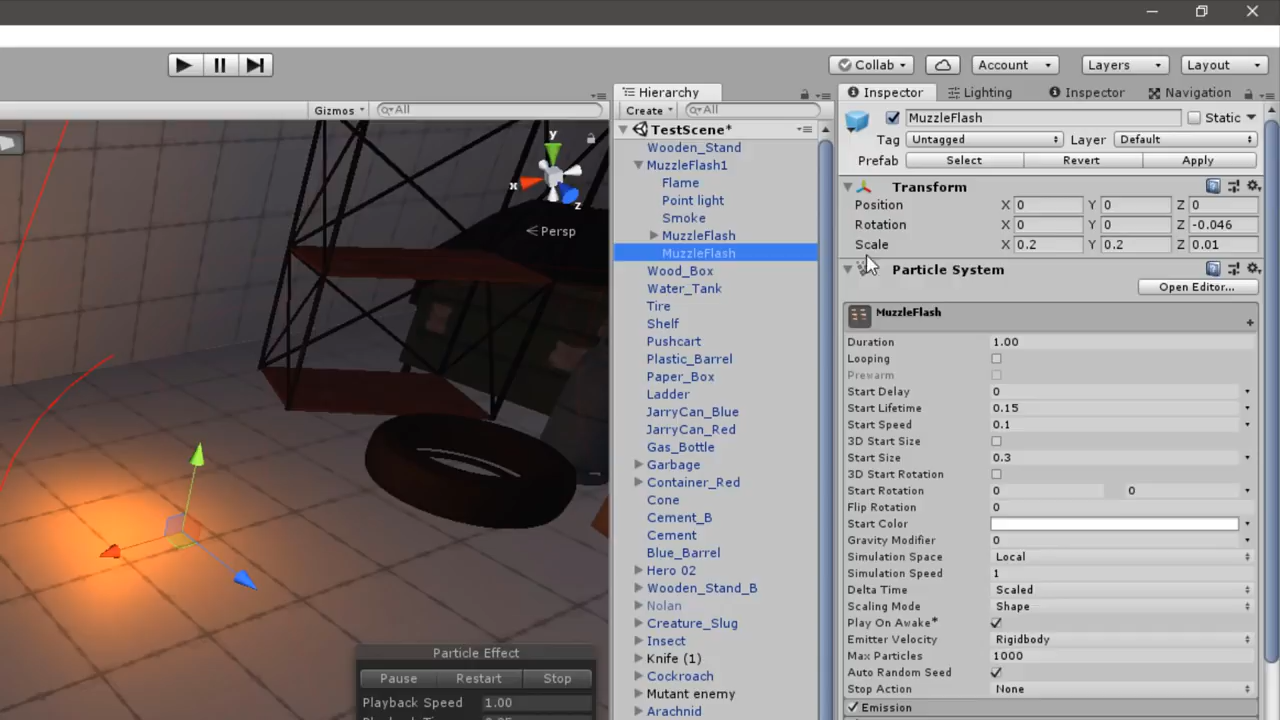 Collab
Account
Layers
Layout
Gizmos
All
Hierarchy
Inspector
Lighting
Inspector
Navigation
Create
All
MuzzleFlash
Static
TestScene*
Tag Untagged Layer Default
Wooden_Stand
Prefab Select Revert Apply
MuzzleFlash1
Flame
Transform
Point light
Position X 0 Y 0 Z 0
Smoke
Rotation X 0 Y 0 Z -0.046
MuzzleFlash
Scale X 0.2 Y 0.2 Z 0.01
MuzzleFlash
y
x
z
Persp
Particle System
Wood_Box
Open Editor...
Water_Tank
Tire
MuzzleFlash
Shelf
Pushcart
Duration 1.00
Plastic_Barrel
Looping
Paper_Box
Prewarm
Ladder
Start Delay 0
JarryCan_Blue
Start Lifetime 0.15
JarryCan_Red
Start Speed 0.1
Gas_Bottle
3D Start Size
Garbage
Start Size 0.3
Container_Red
3D Start Rotation
Cone
Start Rotation 0 0
Cement_B
Flip Rotation 0
Cement
Start Color
Blue_Barrel
Gravity Modifier 0
Hero 02
Simulation Space Local
Wooden_Stand_B
Simulation Speed 1
Nolan
Delta Time Scaled
Creature_Slug
Scaling Mode Shape
Insect
Play On Awake*
Knife (1)
Emitter Velocity Rigidbody
Cockroach
Max Particles 1000
Mutant enemy
Auto Random Seed
Arachnid
Stop Action None
Emission
Particle Effect
Pause Restart Stop
Playback Speed 1.00